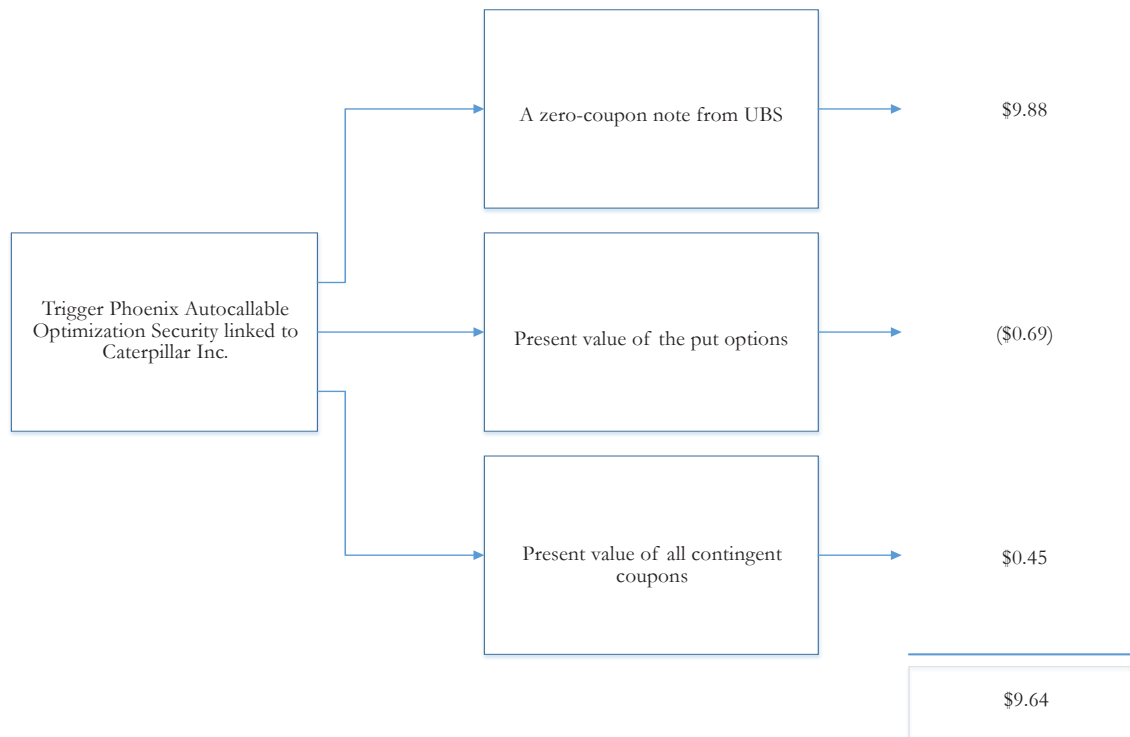 A zero-coupon note from UBS
$9.88
Trigger Phoenix Autocallable
Optimization Security linked to
Caterpillar Inc.
Present value of the put options
($0.69)
Present value of all contingent
coupons
$0.45
$9.64